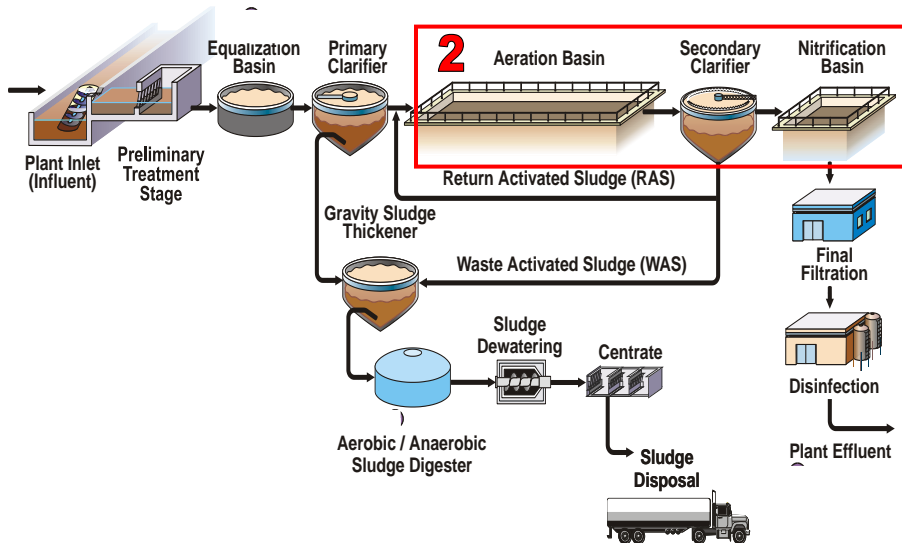 2
Equalization
Basin
Primary
Clarifier
Aeration Basin
Secondary
Clarifier
Nitrification
Basin
Plant Inlet
(Influent)
Preliminary
Treatment
Stage
Return Activated Sludge (RAS)
Gravity Sludge
Thickener
Waste Activated Sludge (WAS)
Final
Filtration
Sludge
Dewatering
Centrate
Disinfection
Aerobic / Anaerobic
Sludge Digester
Sludge
Disposal
Plant Effluent